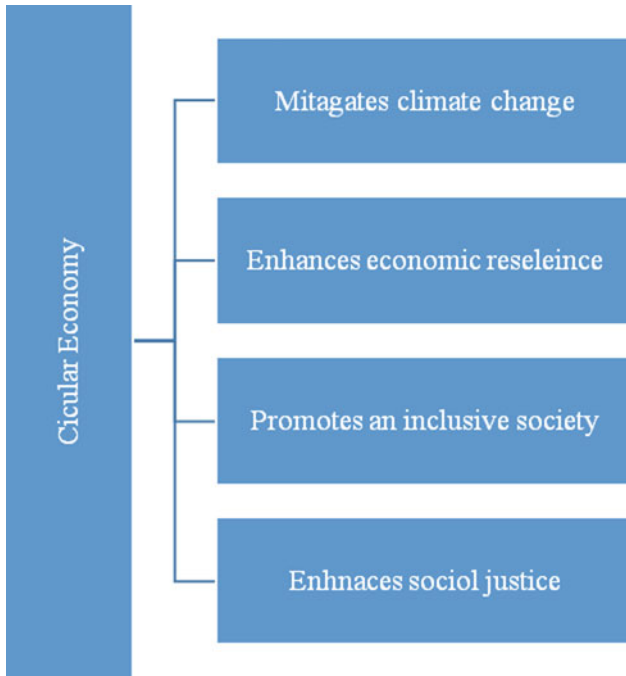 Cicular Economy
Mitagates climate change
Enhances economic reseleince
Promotes an inclusive society
Enhnaces sociol justice